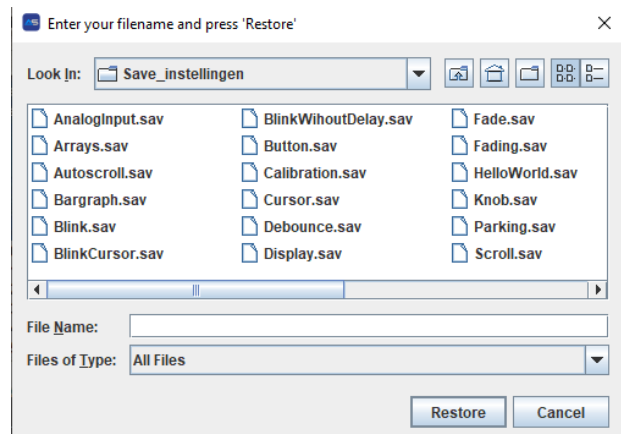 Enter your filename and press 'Restore'
Look In: Save_instellingen
AnalogInput.sav BlinkWihoutDelay.sav Fade.sav
Arrays.sav Button.sav Fading.sav
Autoscroll.sav Calibration.sav HelloWorld.sav
Bargraph.sav Cursor.sav Knob.sav
Blink.sav Debounce.sav Parking.sav
BlinkCursor.sav Display.sav Scroll.sav
File Name:
Files of Type: All Files
Restore Cancel